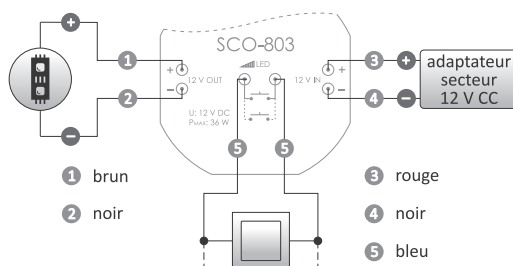 SCO-803
LED
12 V OUT
12 V IN
U: 12 V DC
PMAX: 36 W
+
–
+
–
+
–
+
–
1
2
3
4
5
5
adaptateur
secteur
12 V CC
1 brun
2 noir
3 rouge
4 noir
5 bleu